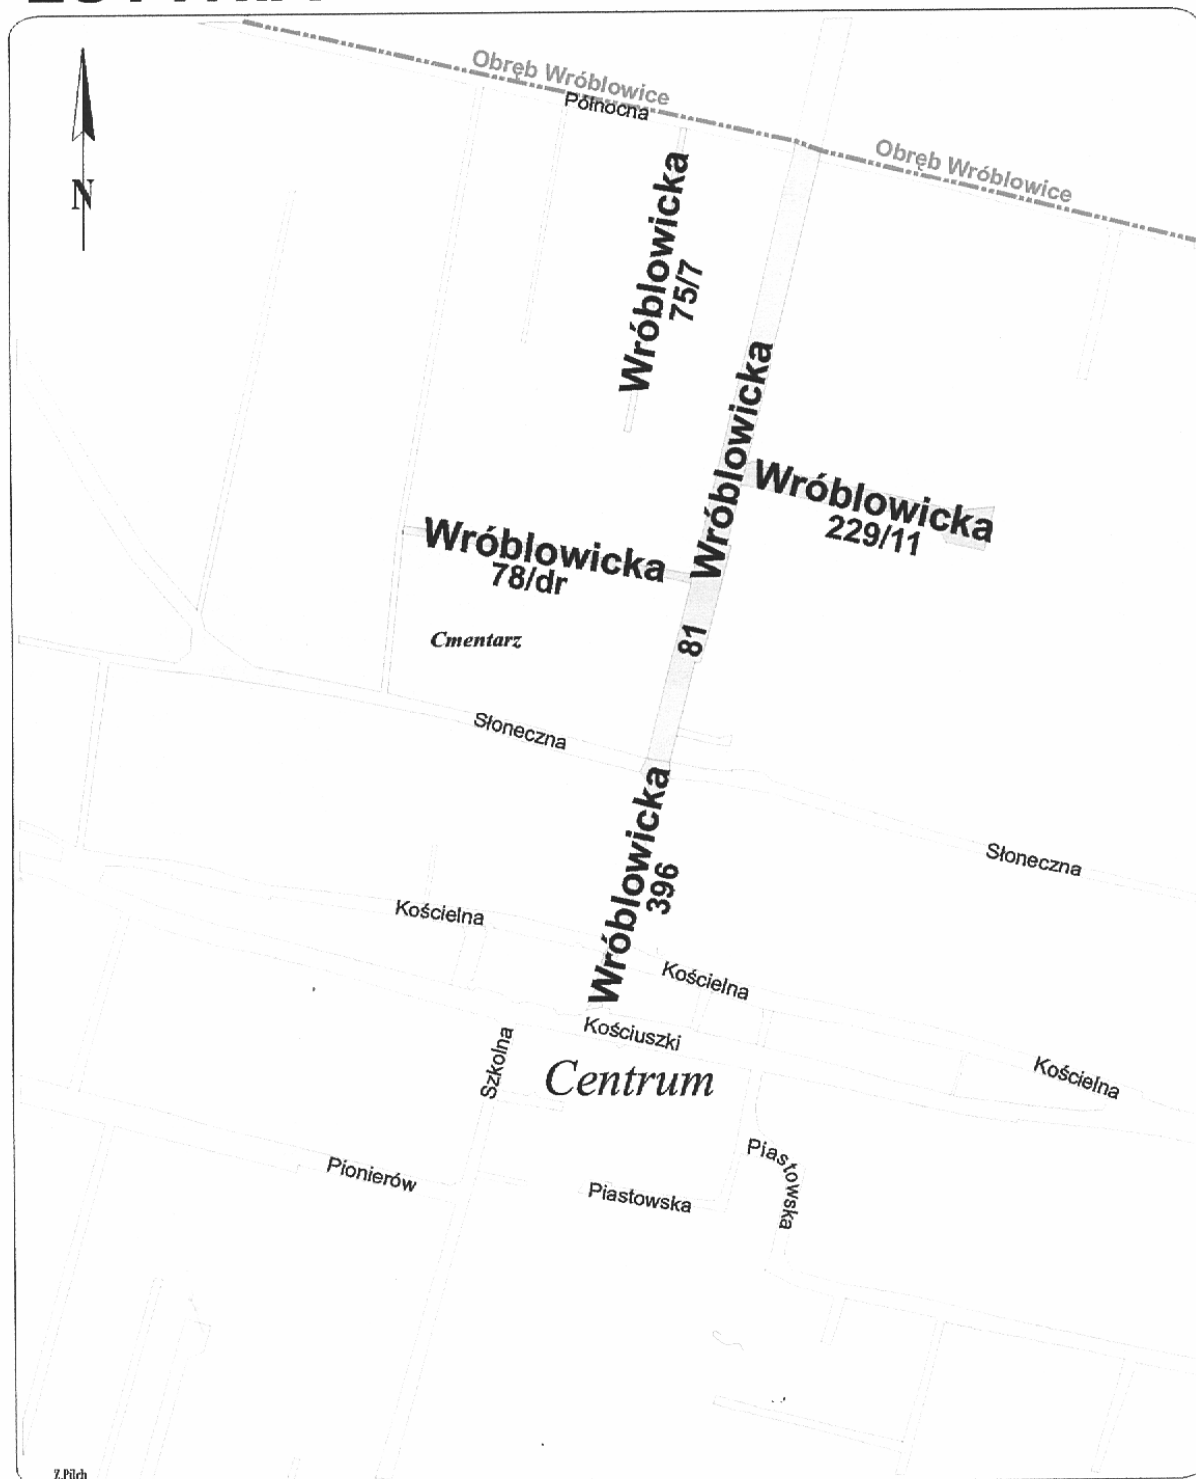 Obręb Wróblowice
Północna
Obręb Wróblowice
N
Wróblowicka
75/7
Wróblowicka
81
Wróblowicka
229/11
Wróblowicka
78/dr
Cmentarz
Słoneczna
Wróblowicka
396
Słoneczna
Kościelna
Kościelna
Kościuszki
Szkolna
Centrum
Kościelna
Pionierów
Piastowska
Piastowska
Z.Pilch